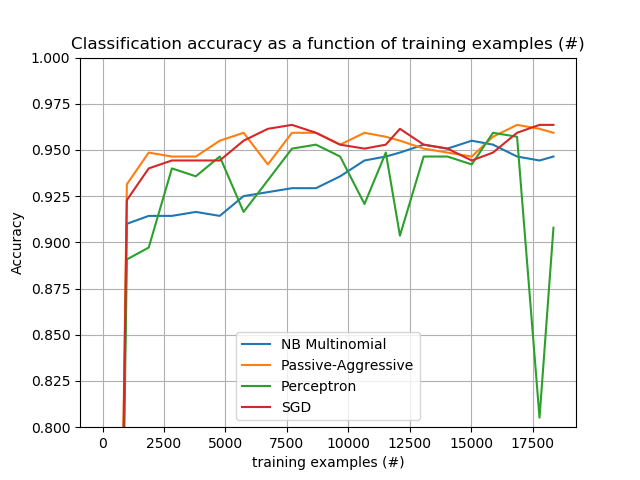 Classification accuracy as a function of training examples (#)
1.000
0.975
0.950
0.925
0.900
0.875
0.850
0.825
0.800
Accuracy
NB Multinomial
Passive-Aggressive
Perceptron
SGD
0 2500 5000 7500 10000 12500 15000 17500
training examples (#)